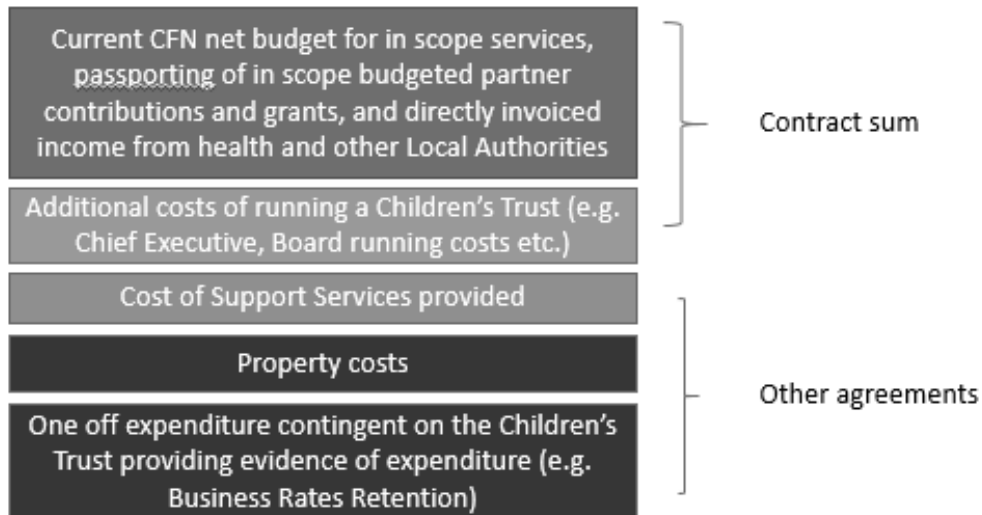 Current CFN net budget for in scope services,
passporting of in scope budgeted partner
contributions and grants, and directly invoiced
income from health and other Local Authorities
Contract sum
Additional costs of running a Children's Trust (e.g.
Chief Executive, Board running costs etc.)
Cost of Support Services provided
Property costs
Other agreements
One off expenditure contingent on the Children's
Trust providing evidence of expenditure (e.g.
Business Rates Retention)